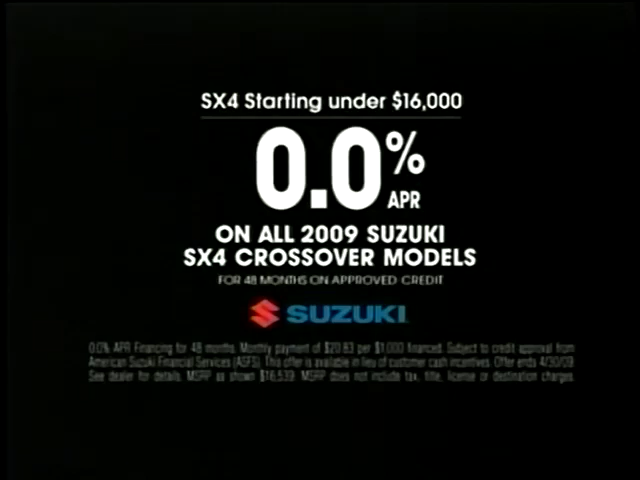 SX4 Starting under $16,000
0.0% APR
ON ALL 2009 SUZUKI
SX4 CROSSOVER MODELS
FOR 48 MONTHS ON APPROVED CREDIT
SUZUKI
0.0% APR Financing for 48 months. Monthly payment of $20.83 per $1,000 financed. Subject to credit approval from
American Suzuki Financial Services (ASFS). This offer is available in lieu of customer cash incentives. Offer ends 4/30/09.
See dealer for details. MSRP as shown $16,539. MSRP does not include tax, title, license or destination charges.